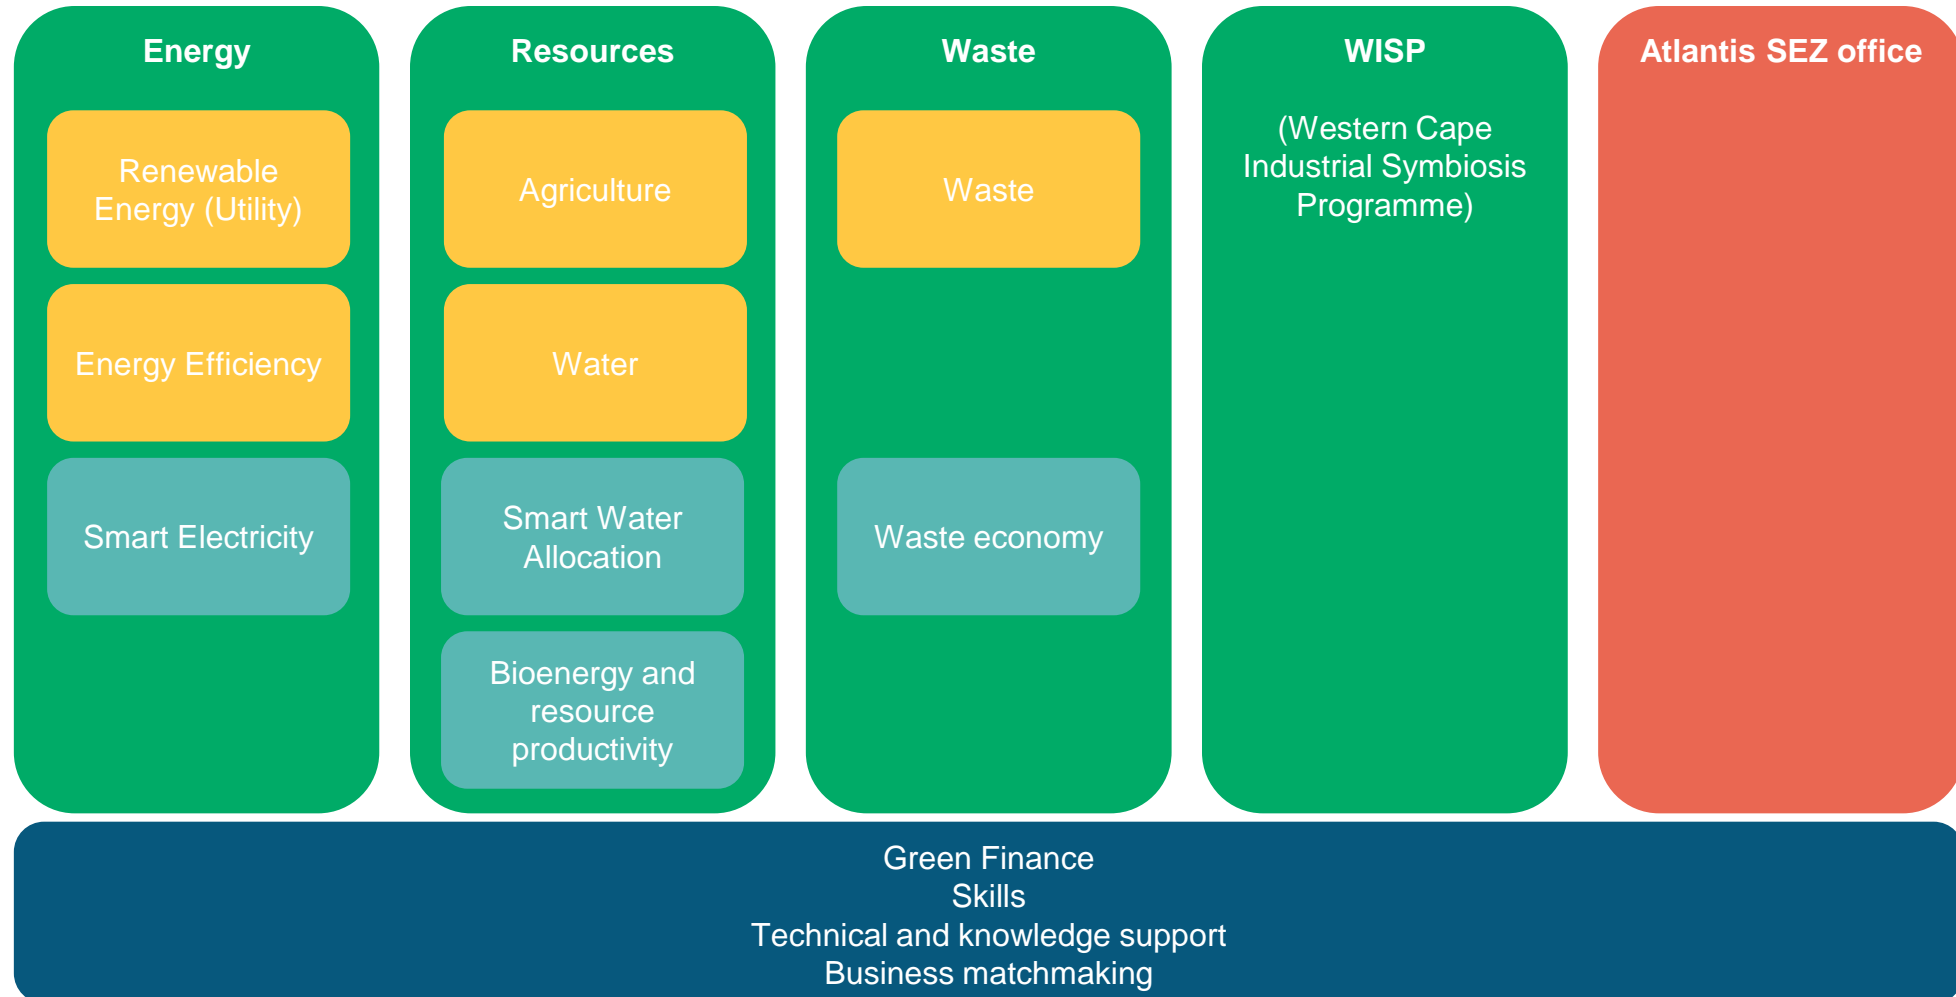 Energy
Renewable
Energy (Utility)
Energy Efficiency
Smart Electricity
Resources
Agriculture
Water
Smart Water
Allocation
Bioenergy and
resource
productivity
Waste
Waste
Waste economy
WISP
(Western Cape
Industrial Symbiosis
Programme)
Atlantis SEZ office
Green Finance
Skills
Technical and knowledge support
Business matchmaking